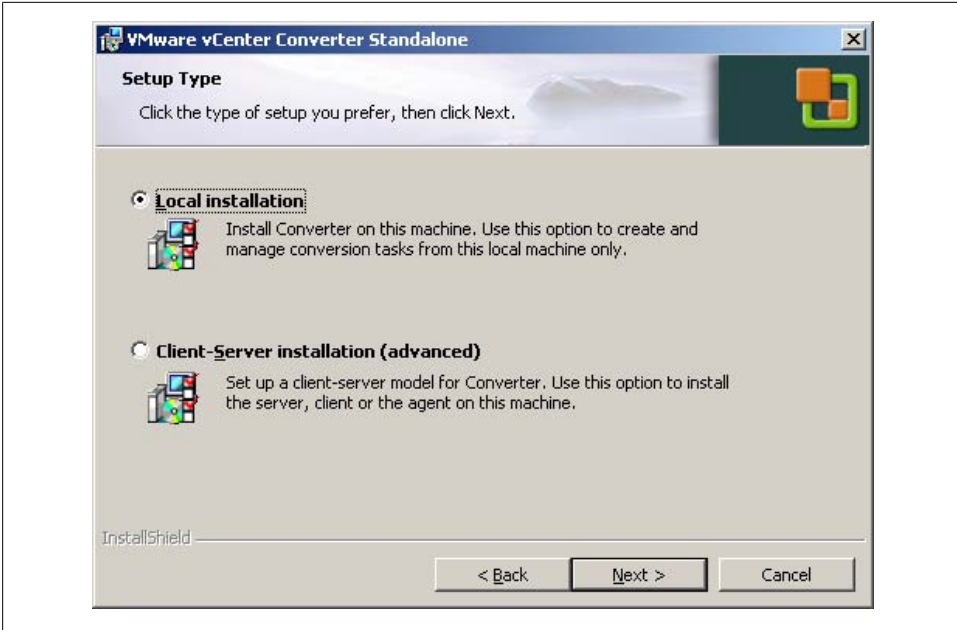 VMware vCenter Converter Standalone
Setup Type
Click the type of setup you prefer, then click Next.
Local installation
Install Converter on this machine. Use this option to create and
manage conversion tasks from this local machine only.
Client-Server installation (advanced)
Set up a client-server model for Converter. Use this option to install
the server, client or the agent on this machine.
InstallShield
< Back
Next >
Cancel